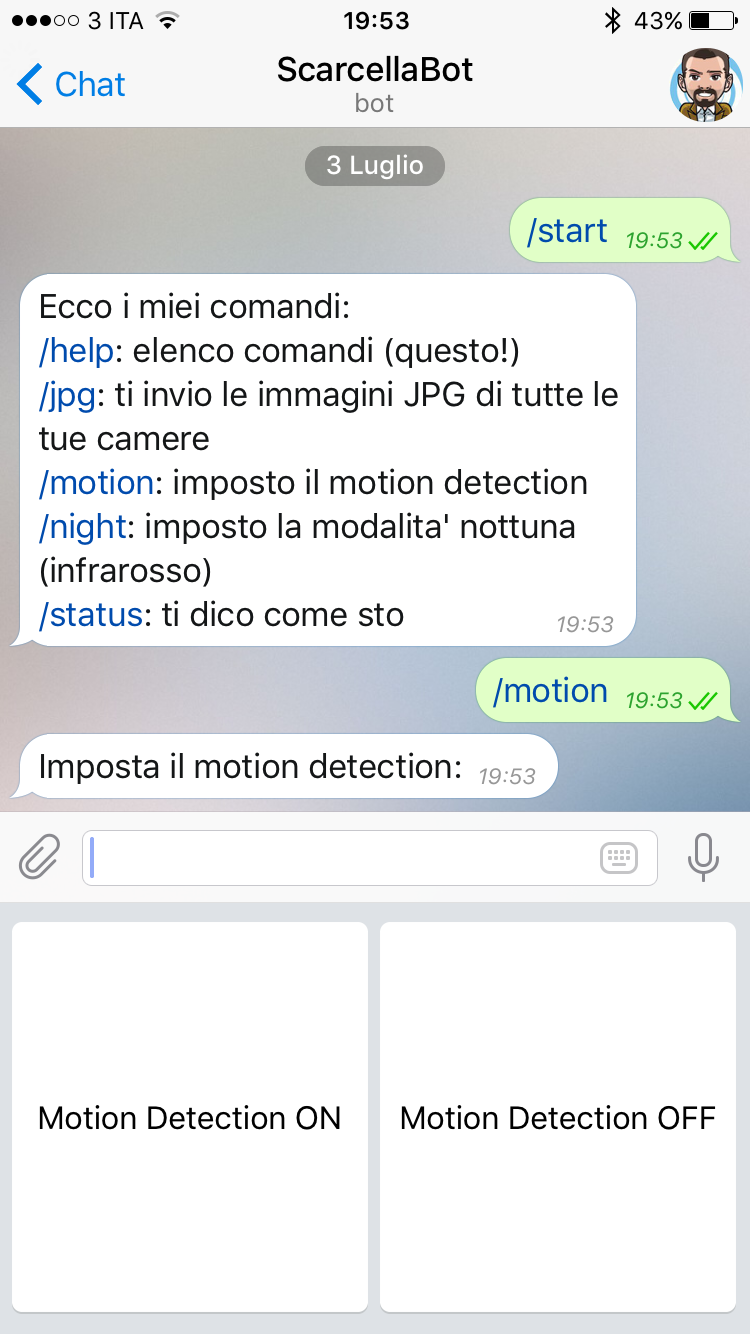 3 ITA 19:53 43%
Chat ScarcellaBot
bot
3 Luglio
/start 19:53
Ecco i miei comandi:
/help: elenco comandi (questo!)
/jpg: ti invio le immagini JPG di tutte le
tue camere
/motion: imposto il motion detection
/night: imposto la modalita' nottuna
(infrarosso)
/status: ti dico come sto 19:53
/motion 19:53
Imposta il motion detection: 19:53
Motion Detection ON Motion Detection OFF